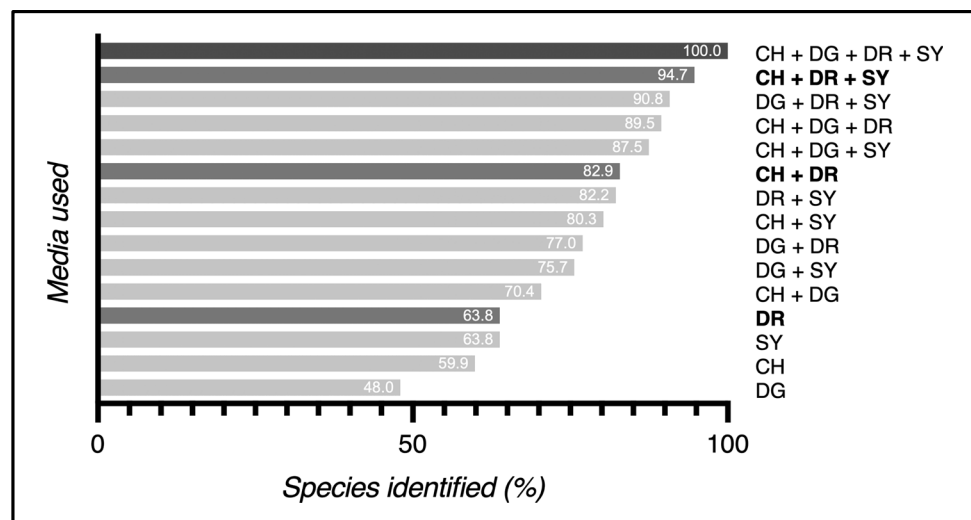 100.0 CH + DG + DR + SY
94.7 CH + DR + SY
90.8 DG + DR + SY
89.5 CH + DG + DR
87.5 CH + DG + SY
82.9 CH + DR
82.2 DR + SY
80.3 CH + SY
77.0 DG + DR
75.7 DG + SY
70.4 CH + DG
63.8 DR
63.8 SY
59.9 CH
48.0 DG
Media used
0 50 100
Species identified (%)